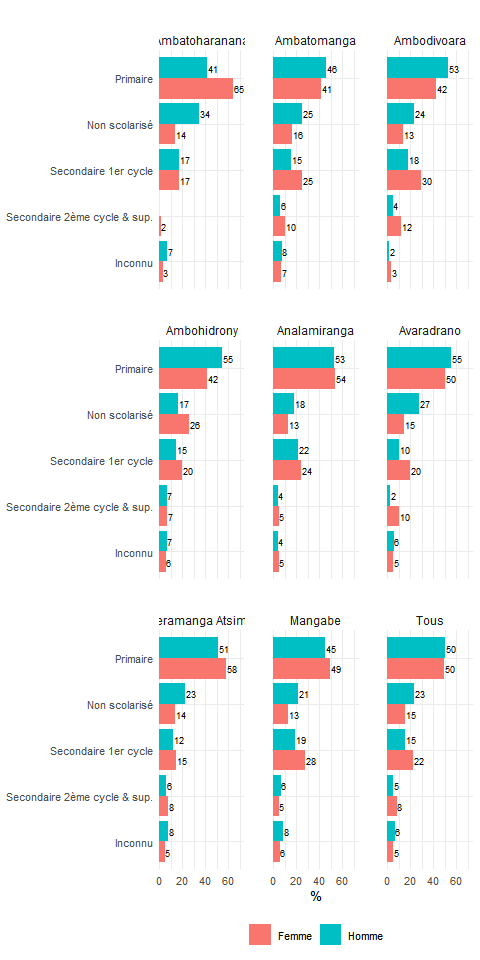 Ambatoharanana Ambatomanga Ambodivoara
Primaire 41 65 46 41 53 42
Non scolarisé 34 14 25 16 24 13
Secondaire 1er cycle 17 17 15 25 18 30
Secondaire 2ème cycle & sup. 2 6 10 4 12
Inconnu 7 3 8 7 2 3
Ambohidrony Analamiranga Avaradrano
Primaire 55 42 53 54 55 50
Non scolarisé 17 26 18 13 27 15
Secondaire 1er cycle 15 20 22 24 10 20
Secondaire 2ème cycle & sup. 7 7 4 5 2 10
Inconnu 7 6 4 5 6 5
eramanga Atsim Mangabe Tous
Primaire 51 58 45 49 50 50
Non scolarisé 23 14 21 13 23 15
Secondaire 1er cycle 12 15 19 28 15 22
Secondaire 2ème cycle & sup. 6 8 6 5 5 8
Inconnu 8 5 8 6 6 5
0 20 40 60 0 20 40 60 0 20 40 60
%
Femme Homme